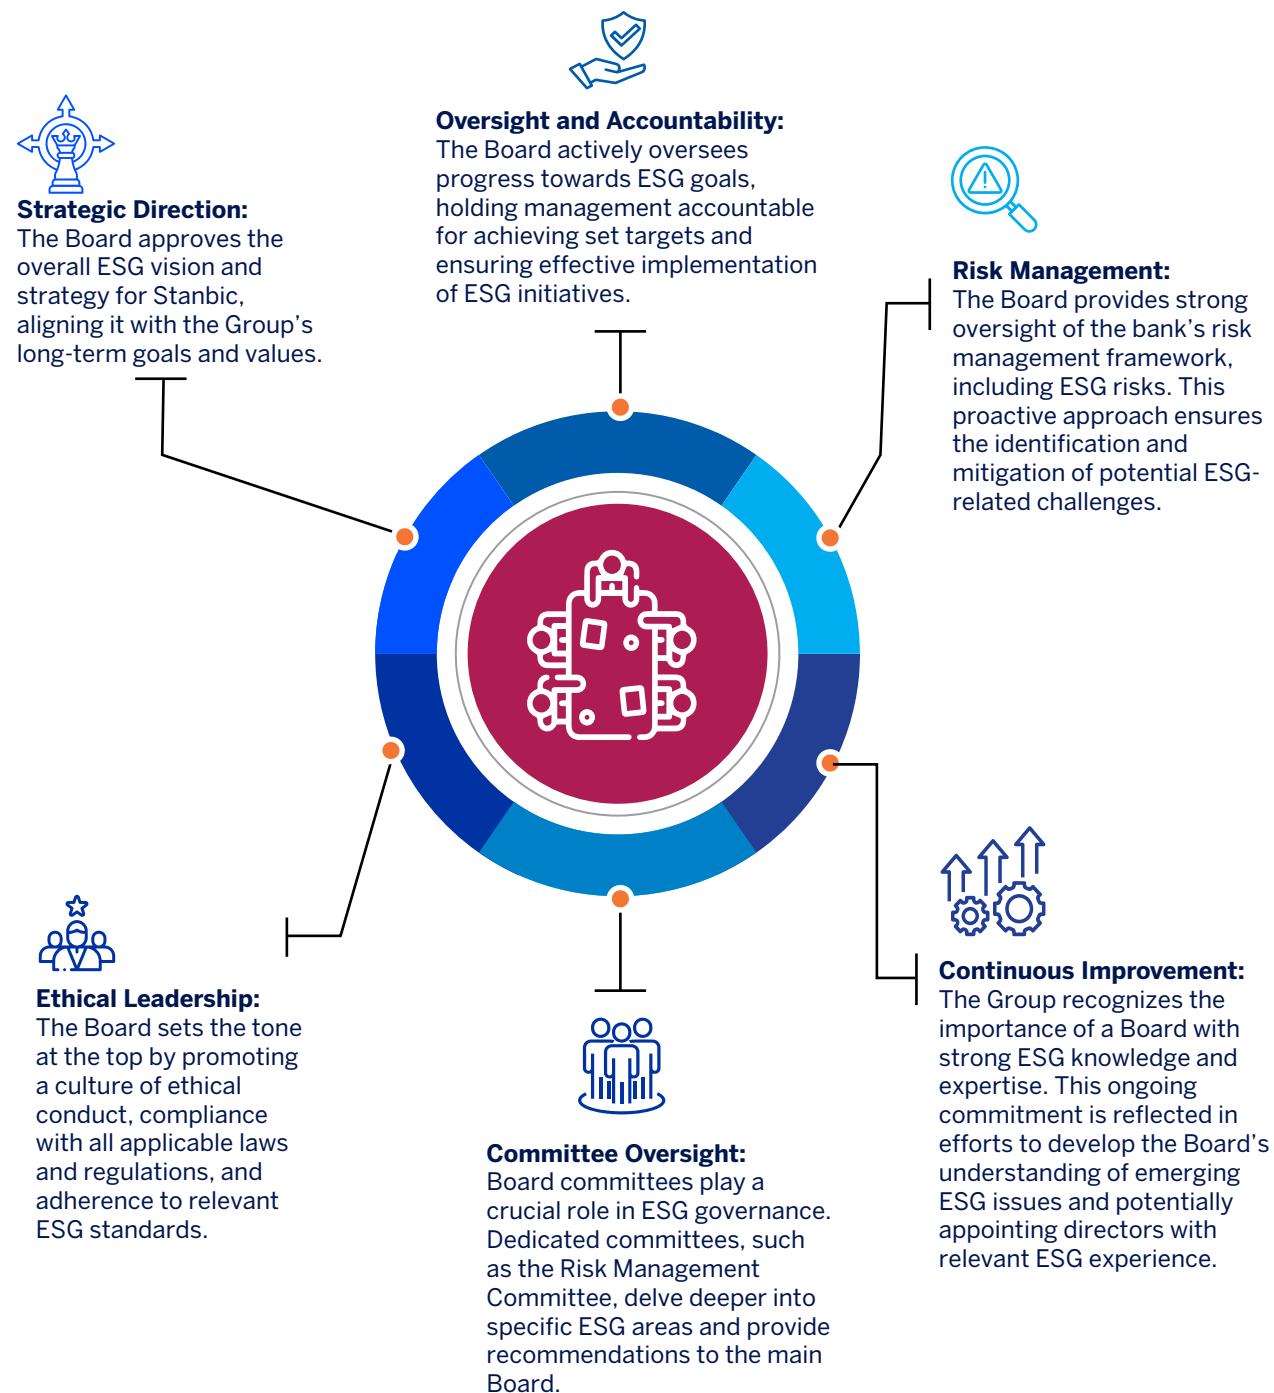 Strategic Direction:
The Board approves the
overall ESG vision and
strategy for Stanbic,
aligning it with the Group’s
long-term goals and values.
Oversight and Accountability:
The Board actively oversees
progress towards ESG goals,
holding management accountable
for achieving set targets and
ensuring effective implementation
of ESG initiatives.
Risk Management:
The Board provides strong
oversight of the bank’s risk
management framework,
including ESG risks. This
proactive approach ensures
the identification and
mitigation of potential ESG-
related challenges.
Ethical Leadership:
The Board sets the tone
at the top by promoting
a culture of ethical
conduct, compliance
with all applicable laws
and regulations, and
adherence to relevant
ESG standards.
Committee Oversight:
Board committees play a
crucial role in ESG governance.
Dedicated committees, such
as the Risk Management
Committee, delve deeper into
specific ESG areas and provide
recommendations to the main
Board.
Continuous Improvement:
The Group recognizes the
importance of a Board with
strong ESG knowledge and
expertise. This ongoing
commitment is reflected in
efforts to develop the Board’s
understanding of emerging
ESG issues and potentially
appointing directors with
relevant ESG experience.